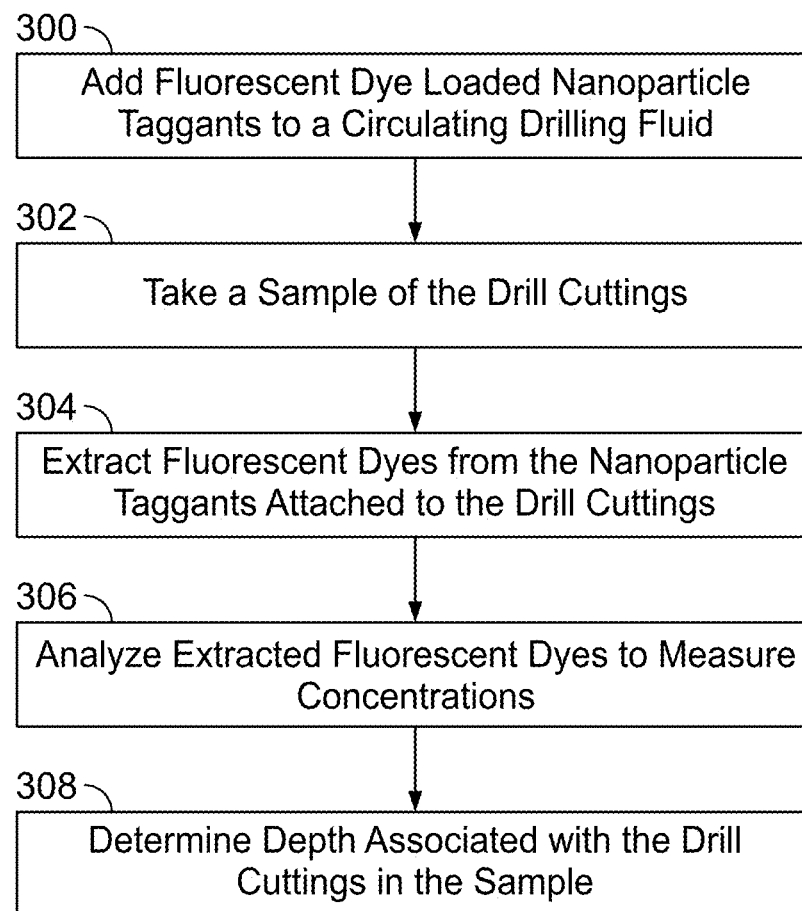 300
Add Fluorescent Dye Loaded Nanoparticle
Taggants to a Circulating Drilling Fluid
302
Take a Sample of the Drill Cuttings
304
Extract Fluorescent Dyes from the Nanoparticle
Taggants Attached to the Drill Cuttings
306
Analyze Extracted Fluorescent Dyes to Measure
Concentrations
308
Determine Depth Associated with the Drill
Cuttings in the Sample